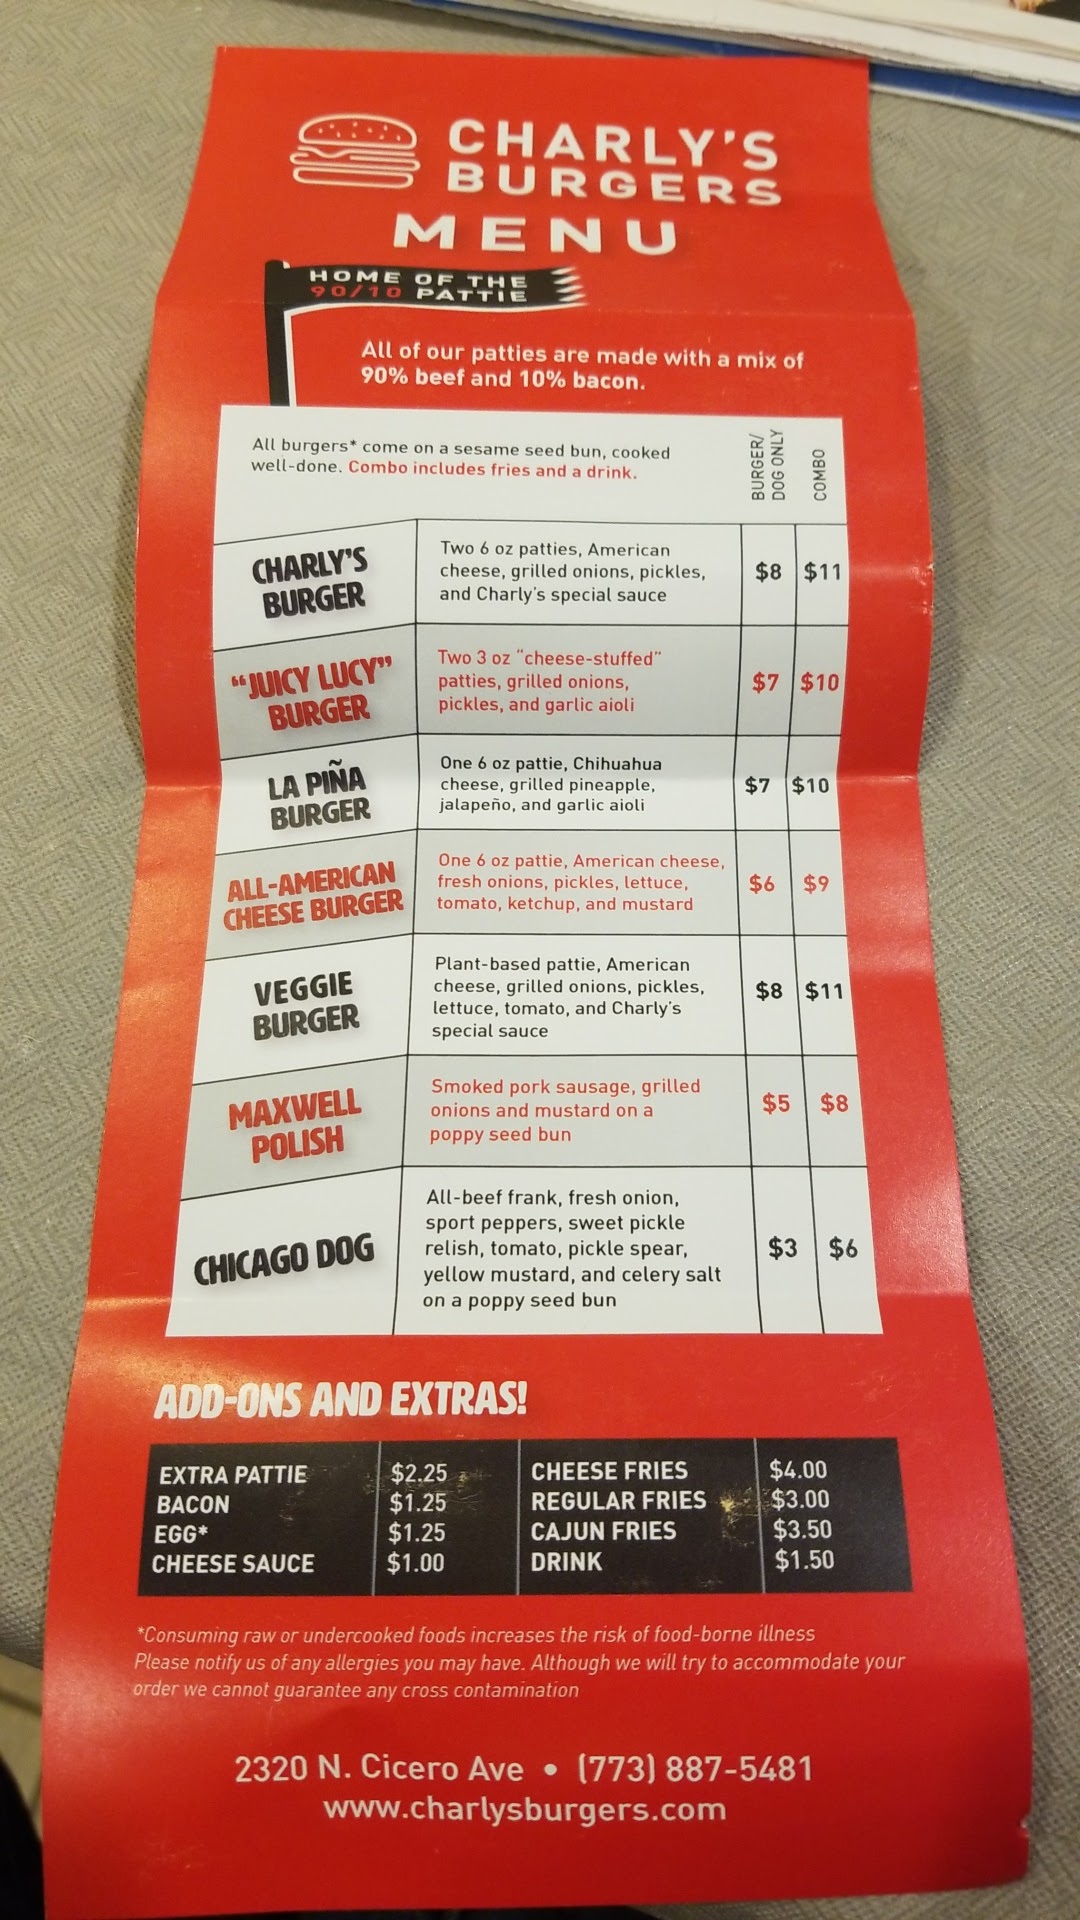 CHARLY'S
BURGERS
MENU
HOME OF THE
90/10 PATTIE
All of our patties are made with a mix of
90% beef and 10% bacon.
All burgers* come on a sesame seed bun, cooked
well-done. Combo includes fries and a drink.
BURGER/
DOG ONLY
COMBO
CHARLY'S
BURGER
Two 6 oz patties, American
cheese, grilled onions, pickles,
and Charly's special sauce
$8 $11
"JUICY LUCY"
BURGER
Two 3 oz "cheese-stuffed"
patties, grilled onions,
pickles, and garlic aioli
$7 $10
LA PIÑA
BURGER
One 6 oz pattie, Chihuahua
cheese, grilled pineapple,
jalapeño, and garlic aioli
$7 $10
ALL-AMERICAN
CHEESE BURGER
One 6 oz pattie, American cheese,
fresh onions, pickles, lettuce,
tomato, ketchup, and mustard
$6 $9
VEGGIE
BURGER
Plant-based pattie, American
cheese, grilled onions, pickles,
lettuce, tomato, and Charly's
special sauce
$8 $11
MAXWELL
POLISH
Smoked pork sausage, grilled
onions and mustard on a
poppy seed bun
$5 $8
CHICAGO DOG
All-beef frank, fresh onion,
sport peppers, sweet pickle
relish, tomato, pickle spear,
yellow mustard, and celery salt
on a poppy seed bun
$3 $6
ADD-ONS AND EXTRAS!
EXTRA PATTIE $2.25
BACON $1.25
EGG* $1.25
CHEESE SAUCE $1.00
CHEESE FRIES $4.00
REGULAR FRIES $3.00
CAJUN FRIES $3.50
DRINK $1.50
*Consuming raw or undercooked foods increases the risk of food-borne illness
Please notify us of any allergies you may have. Although we will try to accommodate your
order we cannot guarantee any cross contamination
2320 N. Cicero Ave • (773) 887-5481
www.charlysburgers.com